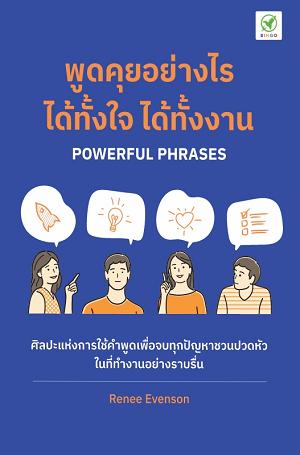 BINGO
พูดคุยอย่างไร
ได้ทั้งใจ ได้ทั้งงาน
POWERFUL PHRASES
ศิลปะแห่งการใช้คำพูดเพื่อจบทุกปัญหาชวนปวดหัว
ในที่ทำงานอย่างราบรื่น
Renee Evenson